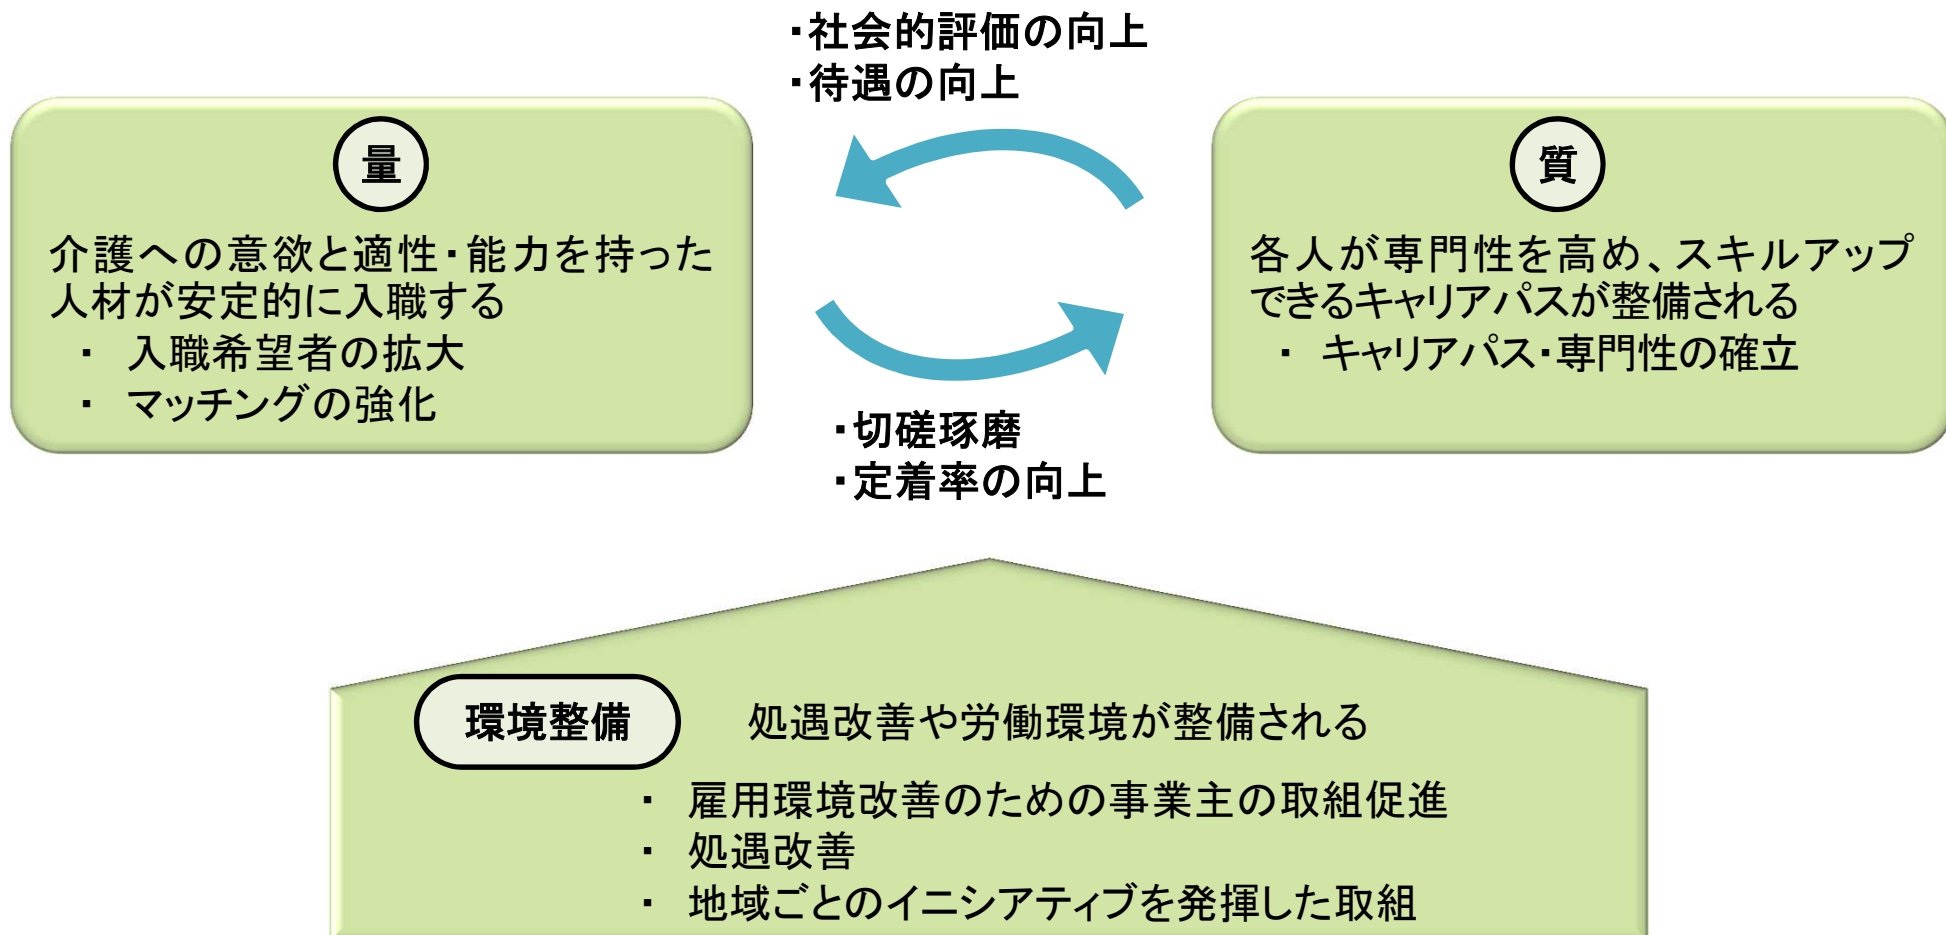 ・社会的評価の向上
・待遇の向上
量
介護への意欲と適性・能力を持った
人材が安定的に入職する
・ 入職希望者の拡大
・ マッチングの強化
質
各人が専門性を高め、スキルアップ
できるキャリアパスが整備される
・ キャリアパス・専門性の確立
・切磋琢磨
・定着率の向上
環境整備 処遇改善や労働環境が整備される
・ 雇用環境改善のための事業主の取組促進
・ 処遇改善
・ 地域ごとのイニシアティブを発揮した取組